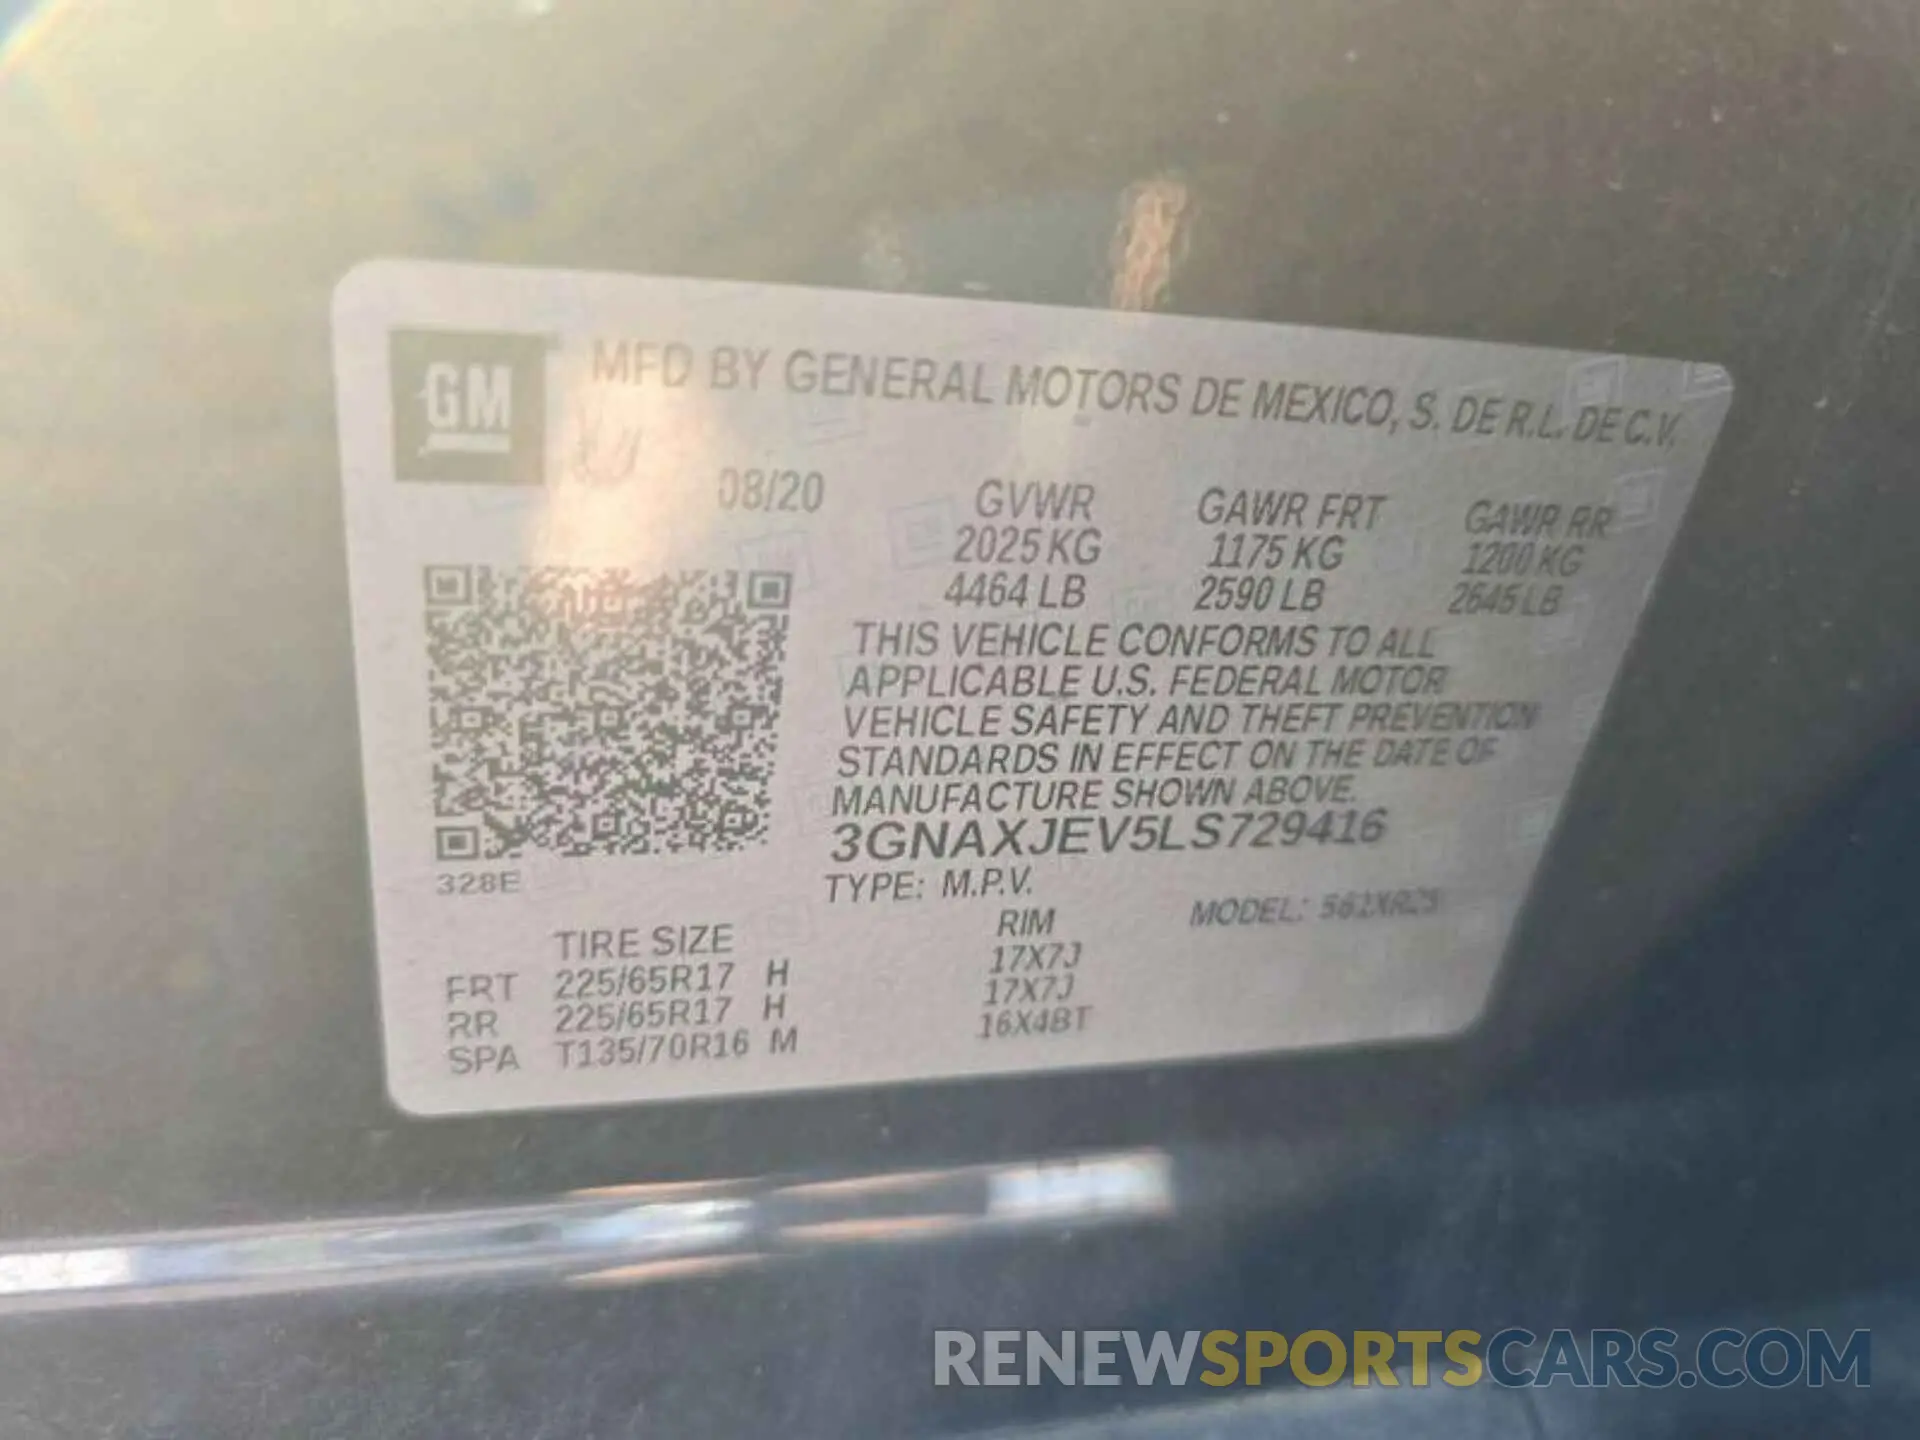 GM
MFD BY GENERAL MOTORS DE MEXICO, S. DE R.L. DE C.V.
08/20 GVWR GAWR FRT GAWR RR
2025 KG 1175 KG 1200 KG
4464 LB 2590 LB 2645 LB
THIS VEHICLE CONFORMS TO ALL
APPLICABLE U.S. FEDERAL MOTOR
VEHICLE SAFETY AND THEFT PREVENTION
STANDARDS IN EFFECT ON THE DATE OF
MANUFACTURE SHOWN ABOVE.
3GNAXJEV5LS729416
328E
TYPE: M.P.V. MODEL:
TIRE SIZE RIM
FRT 225/65R17 H 17X7J
RR 225/65R17 H 17X7J
SPA T135/70R16 M 16X4BT
RENEWSPORTSCARS.COM